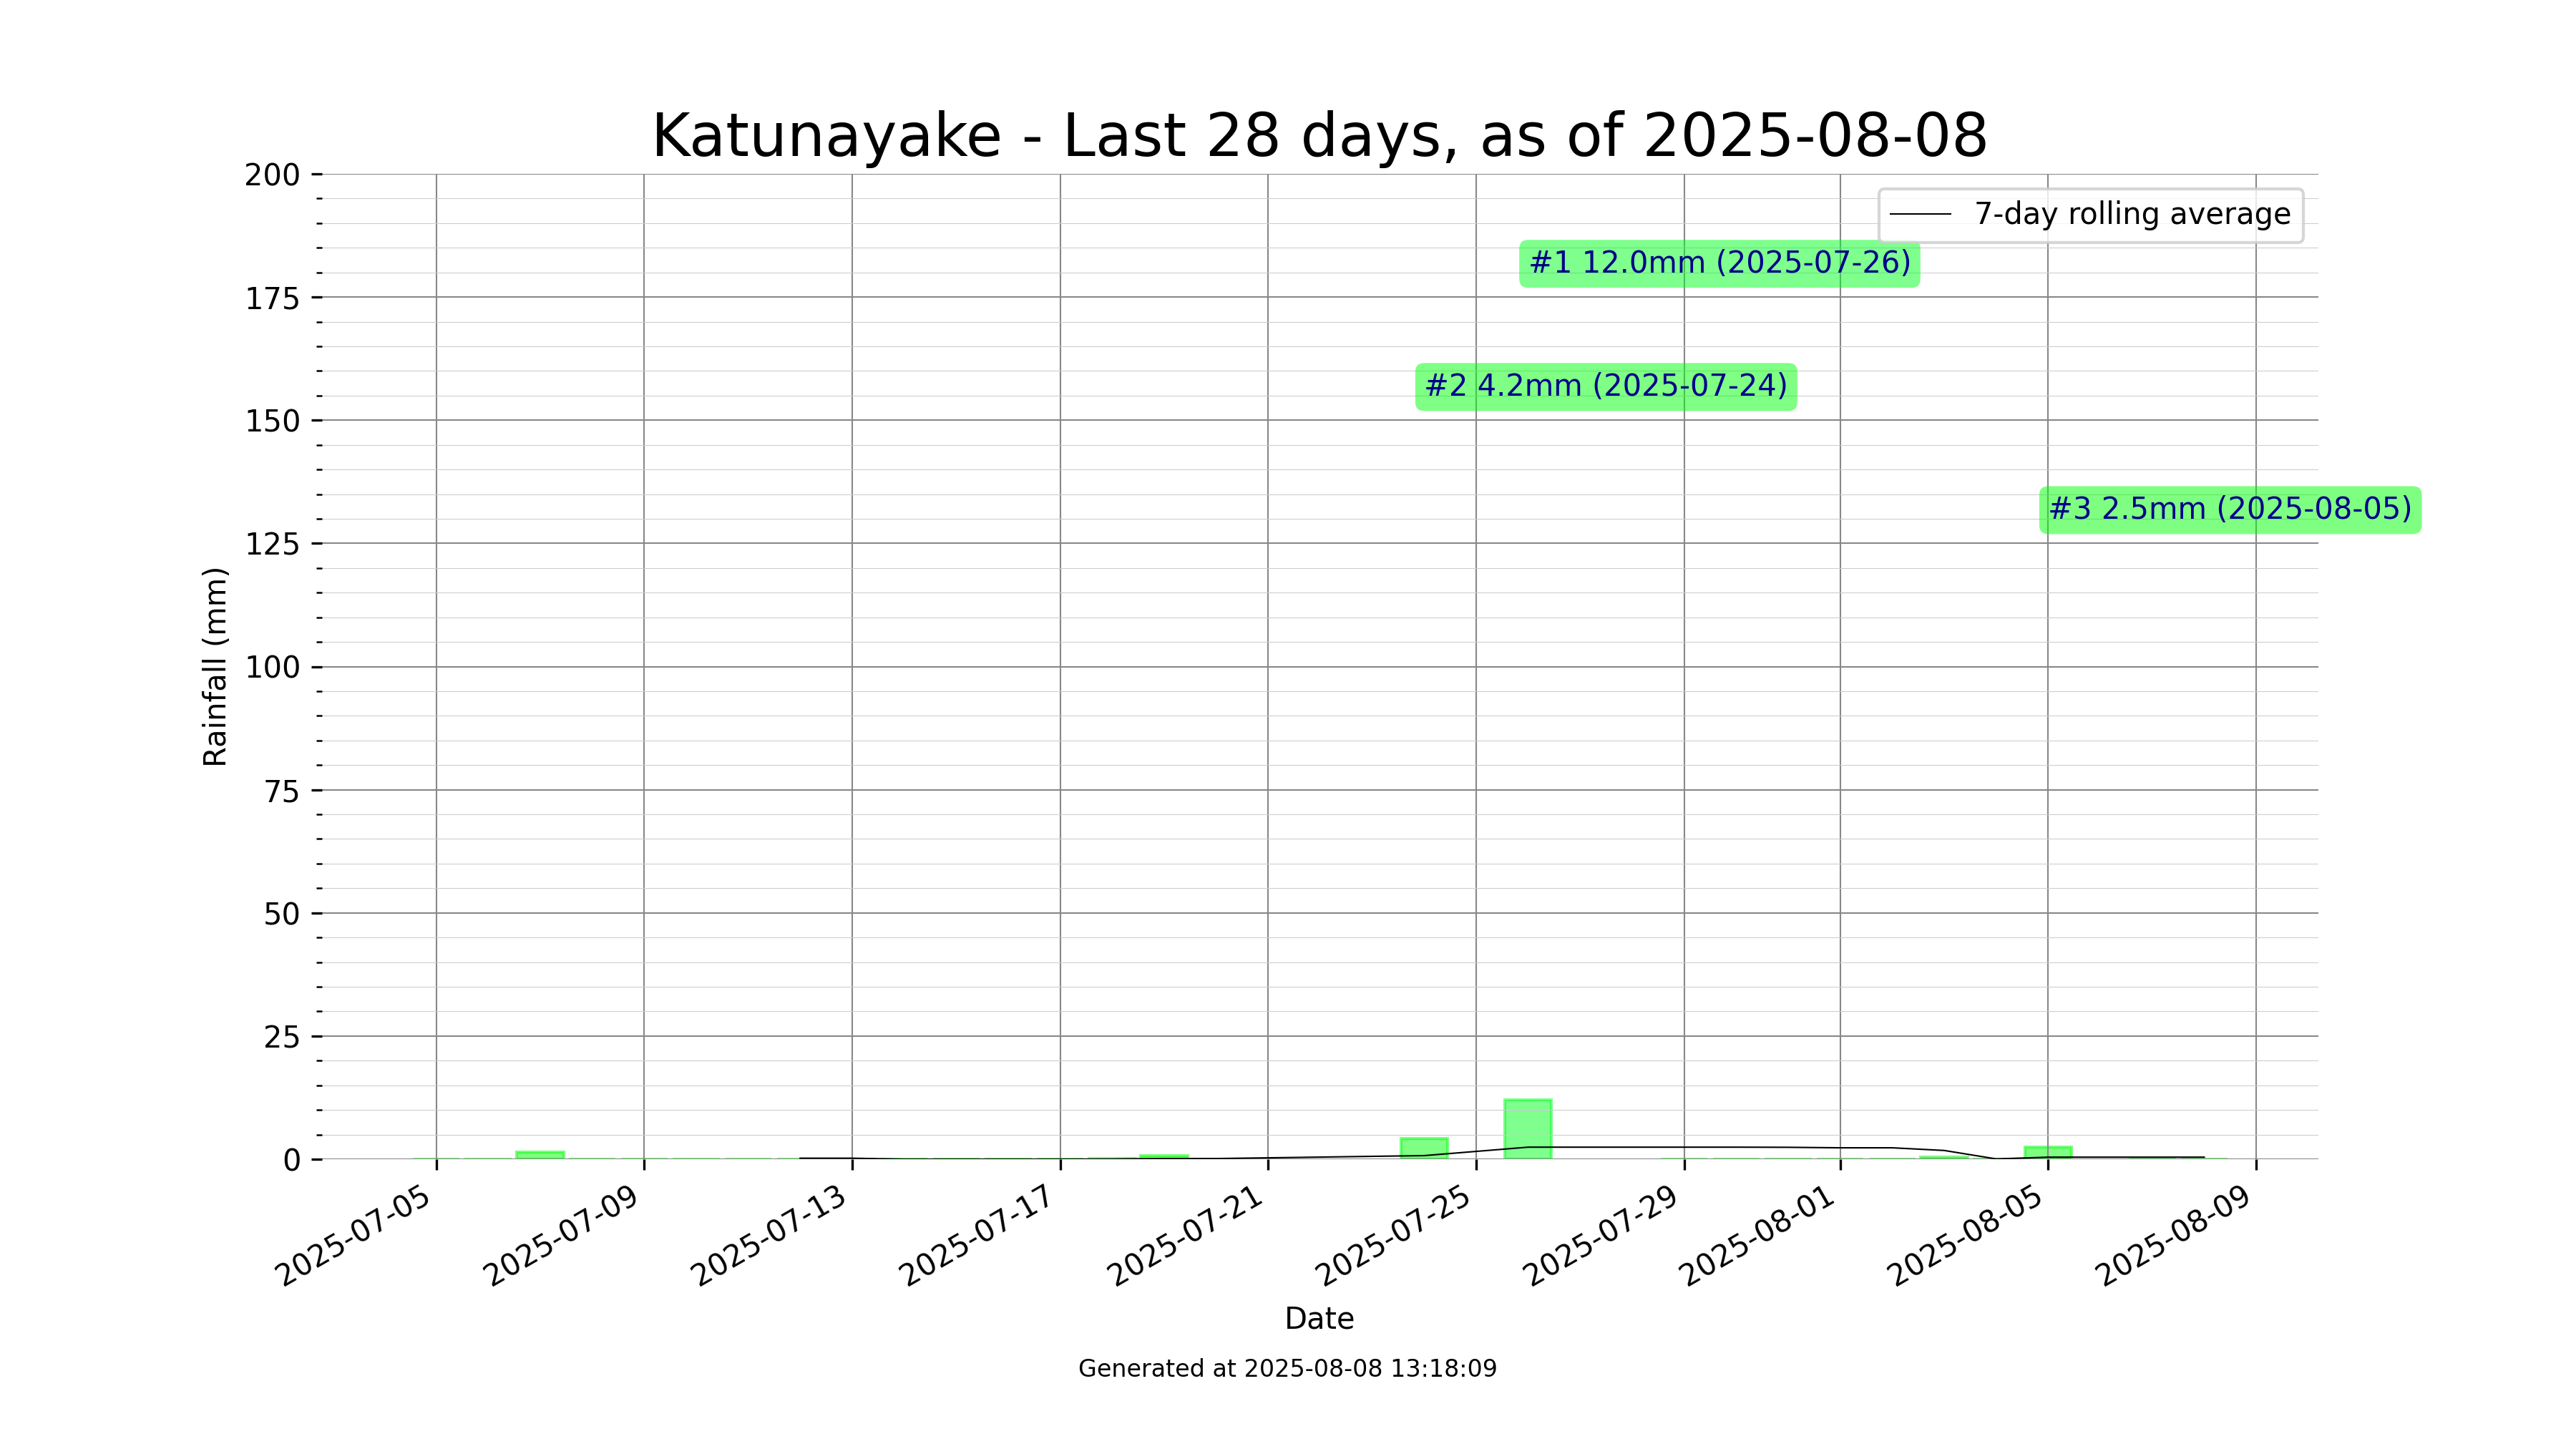 Katunayake - Last 28 days, as of 2025-08-08
200
7-day rolling average
#1 12.0mm (2025-07-26)
175
#2 4.2mm (2025-07-24)
150
#3 2.5mm (2025-08-05)
125
Rainfall (mm)
100
75
50
25
0
2025-07-05
2025-07-09
2025-07-13
2025-07-17
2025-07-21
2025-07-25
2025-07-29
2025-08-01
2025-08-05
2025-08-09
Date
Generated at 2025-08-08 13:18:09